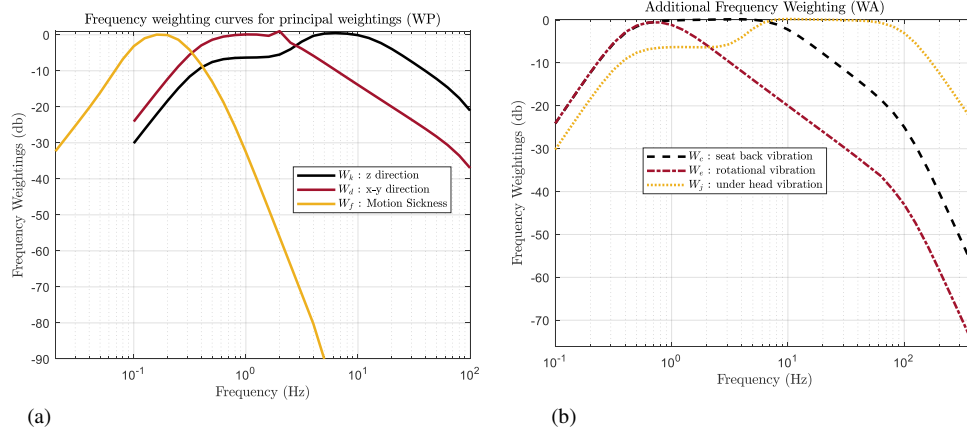 Frequency weighting curves for principal weightings (WP)
0
-10
-20
-30
-40
-50
-60
-70
-80
-90
Frequency Weightings (db)
W_k : z direction
W_d : x-y direction
W_f : Motion Sickness
10^-1
10^0
10^1
10^2
Frequency (Hz)
(a)
Additional Frequency Weighting (WA)
0
-10
-20
-30
-40
-50
-60
-70
Frequency Weightings (db)
W_c : seat back vibration
W_e : rotational vibration
W_j : under head vibration
10^-1
10^0
10^1
10^2
Frequency (Hz)
(b)